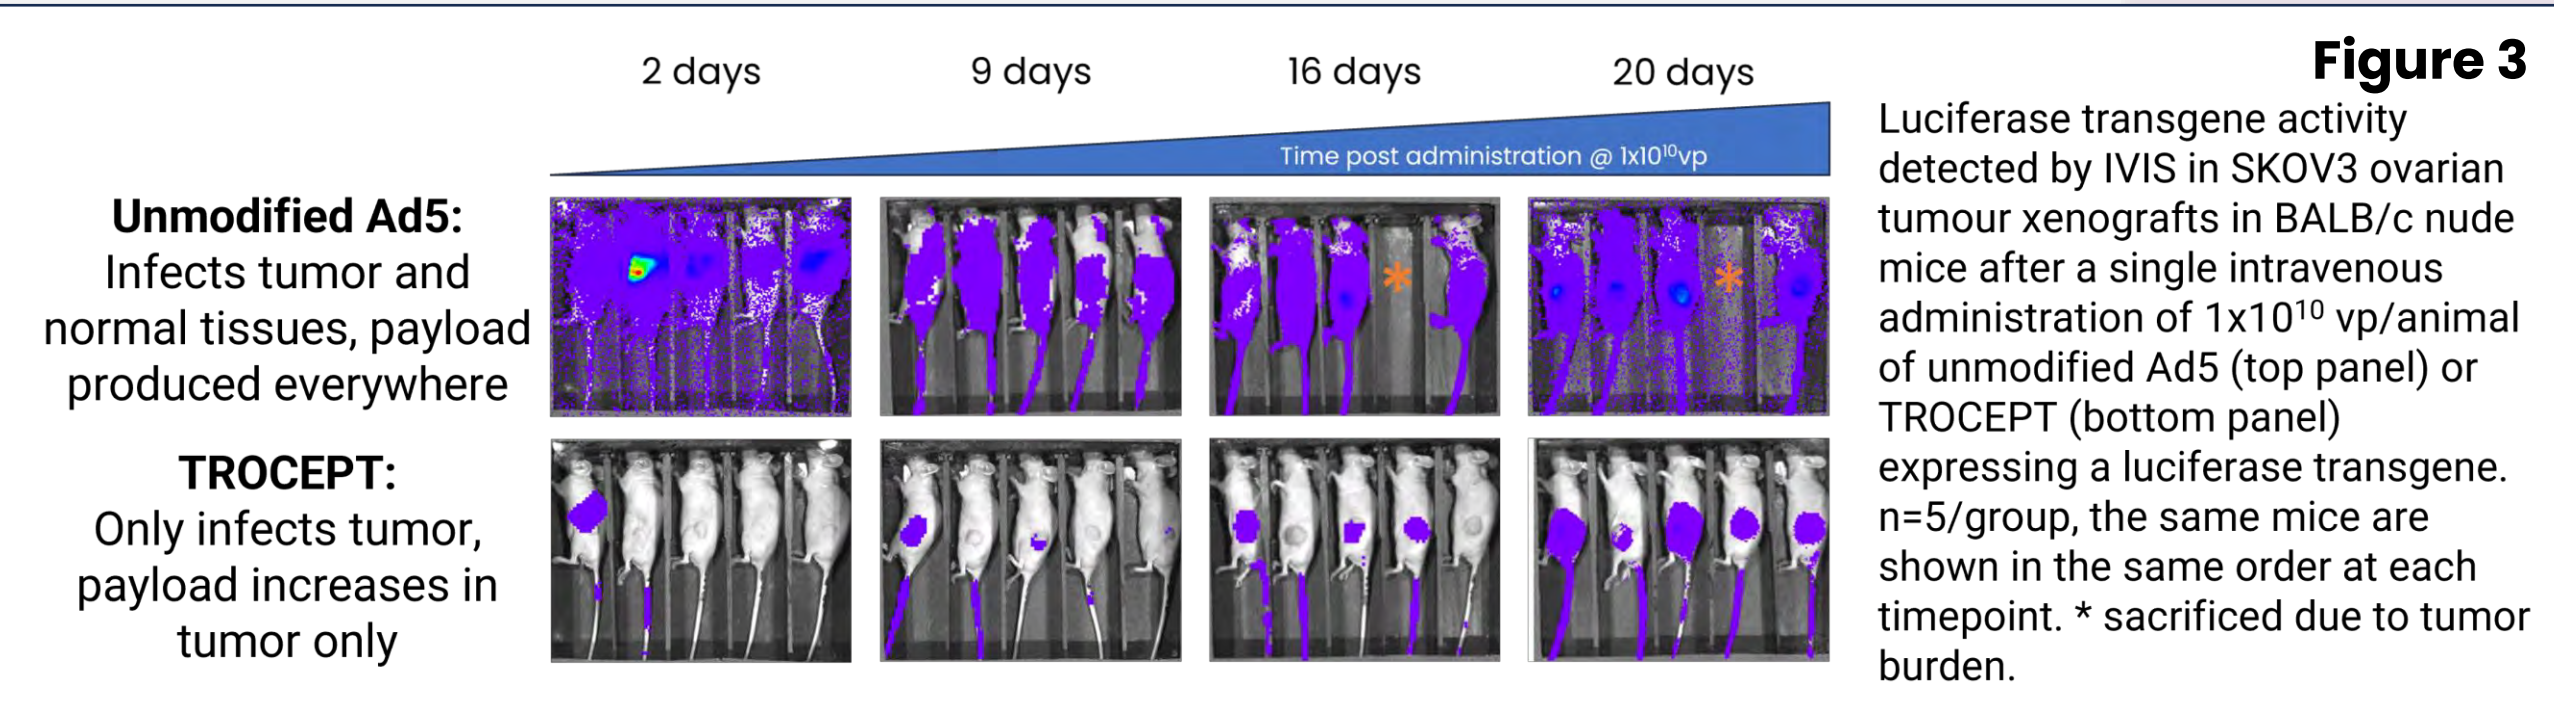 Figure 3
2 days
9 days
16 days
20 days
Time post administration @ 1x10¹⁰vp
Unmodified Ad5:
Infects tumor and
normal tissues, payload
produced everywhere
*
*
TROCEPT:
Only infects tumor,
payload increases in
tumor only
Luciferase transgene activity
detected by IVIS in SKOV3 ovarian
tumour xenografts in BALB/c nude
mice after a single intravenous
administration of 1x10¹⁰ vp/animal
of unmodified Ad5 (top panel) or
TROCEPT (bottom panel)
expressing a luciferase transgene.
n=5/group, the same mice are
shown in the same order at each
timepoint. * sacrificed due to tumor
burden.